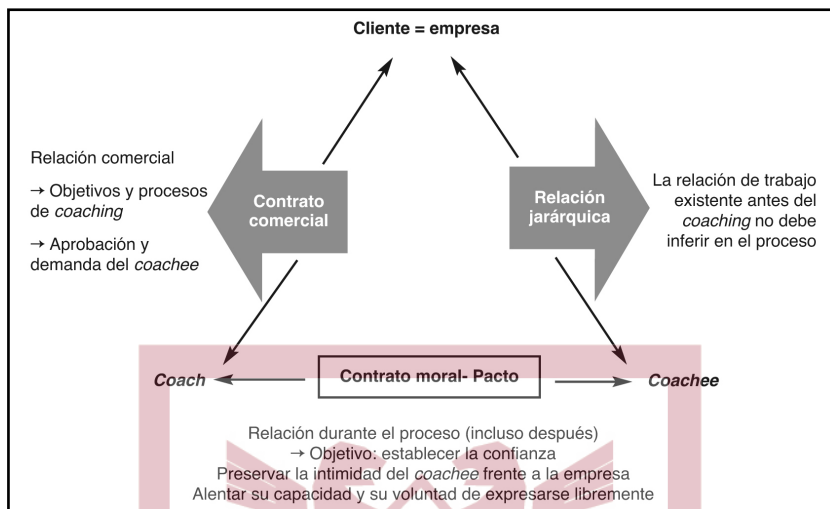 Cliente = empresa
Relación comercial
→ Objetivos y procesos
de coaching
→ Aprobación y
demanda del coachee
Contrato
comercial
Relación
jarárquica
La relación de trabajo
existente antes del
coaching no debe
inferir en el proceso
Coach
Contrato moral- Pacto
Coachee
Relación durante el proceso (incluso después)
→ Objetivo: establecer la confianza
Preservar la intimidad del coachee frente a la empresa
Alentar su capacidad y su voluntad de expresarse libremente